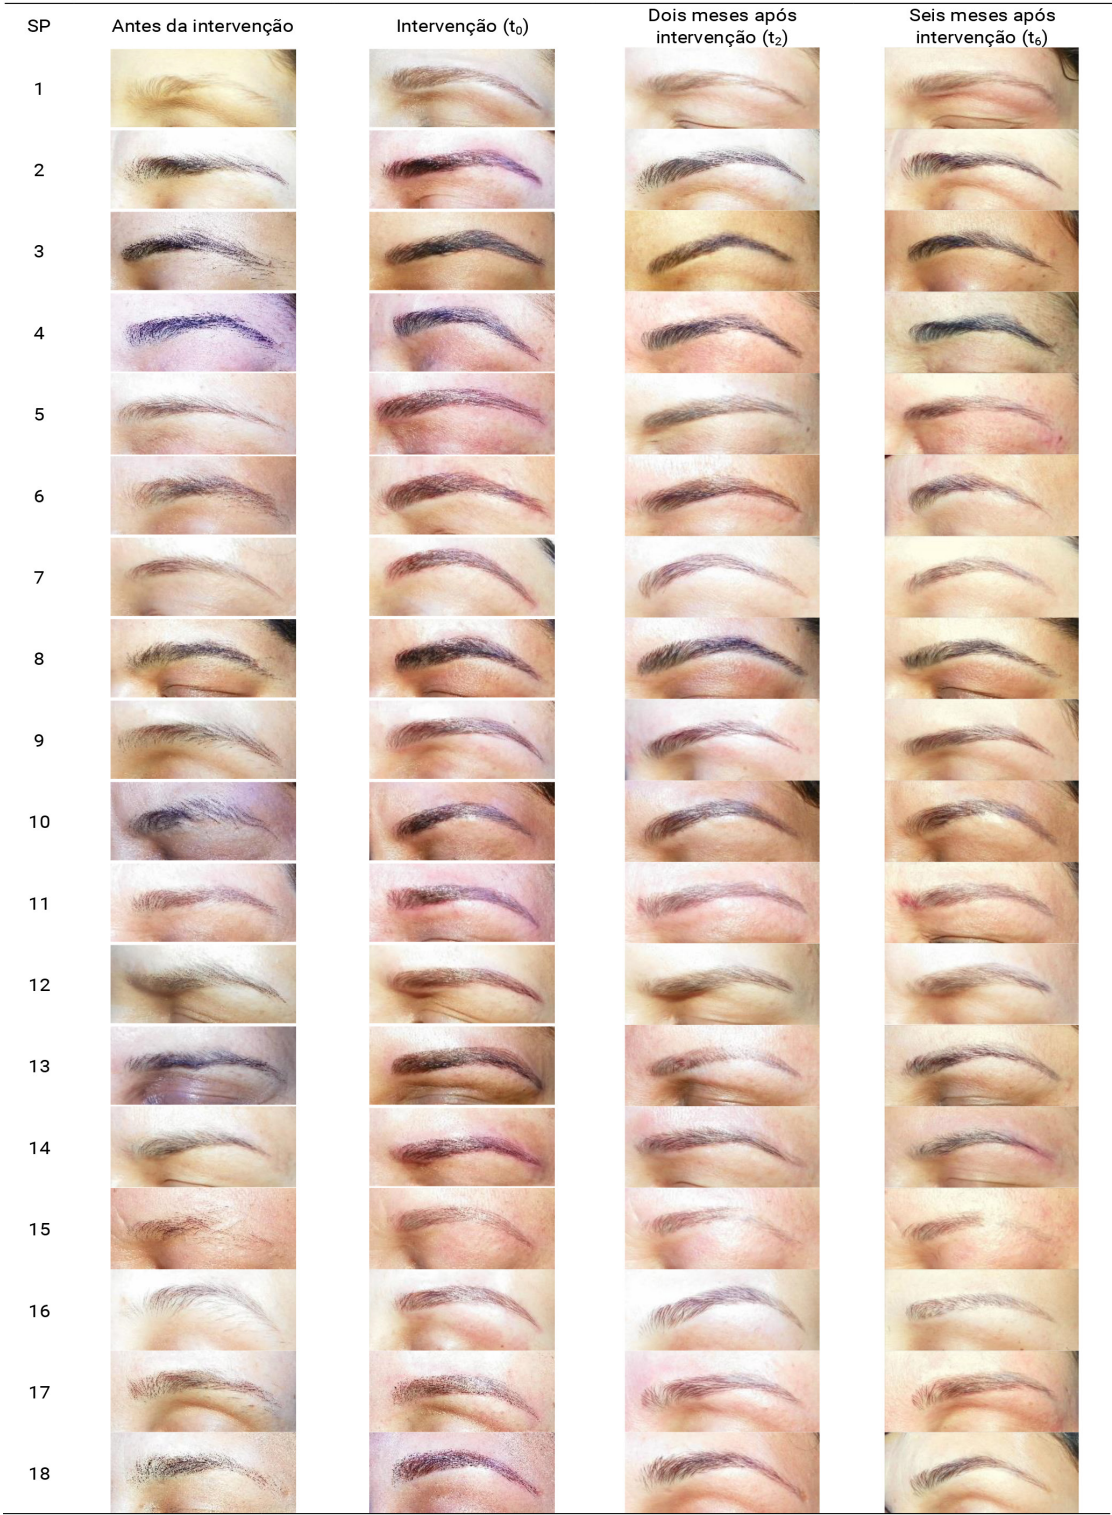 SP
Antes da intervenção
Intervenção (t₀)
Dois meses após
intervenção (t₂)
Seis meses após
intervenção (t₆)
1
2
3
4
5
6
7
8
9
10
11
12
13
14
15
16
17
18